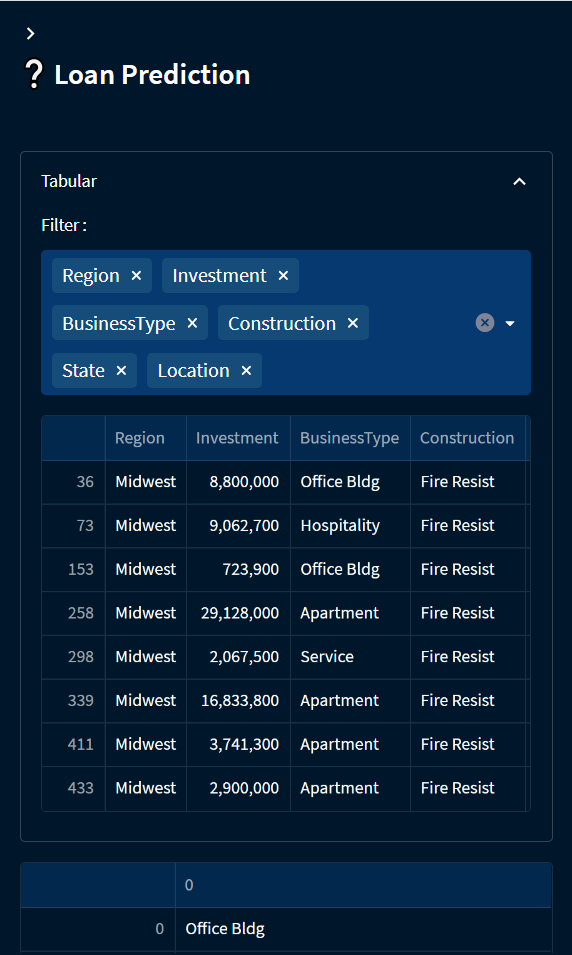 ? Loan Prediction
Tabular
Filter :
Region × Investment ×
BusinessType × Construction ×
State × Location ×
Region Investment BusinessType Construction
36 Midwest 8,800,000 Office Bldg Fire Resist
73 Midwest 9,062,700 Hospitality Fire Resist
153 Midwest 723,900 Office Bldg Fire Resist
258 Midwest 29,128,000 Apartment Fire Resist
298 Midwest 2,067,500 Service Fire Resist
339 Midwest 16,833,800 Apartment Fire Resist
411 Midwest 3,741,300 Apartment Fire Resist
433 Midwest 2,900,000 Apartment Fire Resist
0
0 Office Bldg